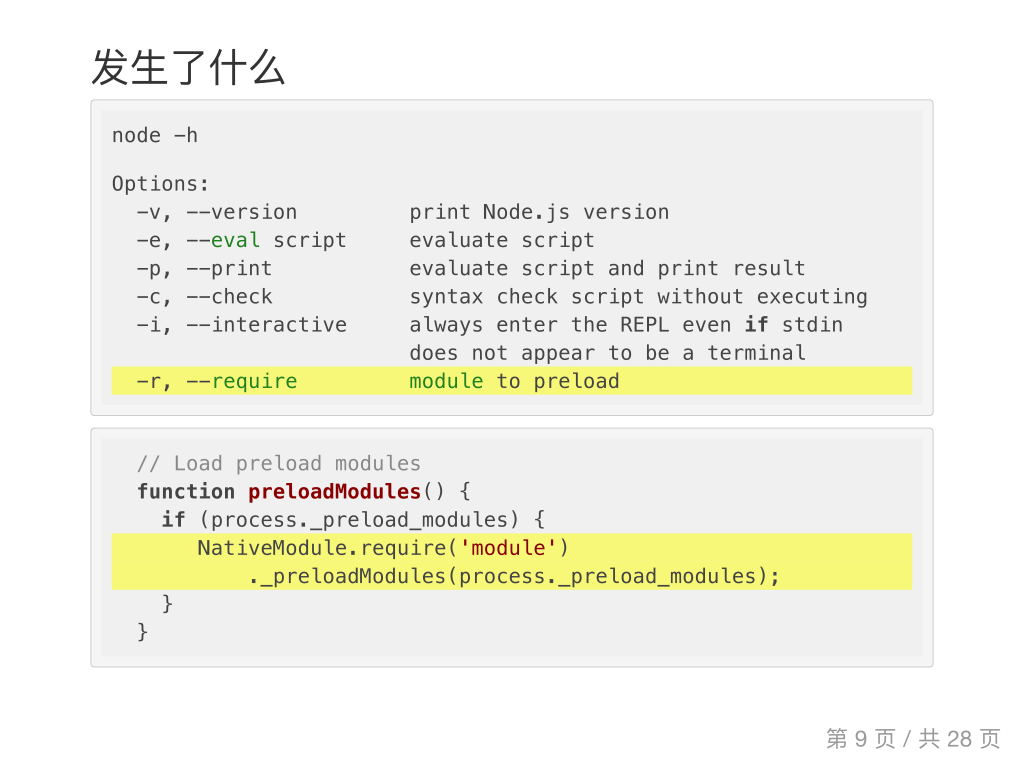 发生了什么
node -h
Options:
-v, --version print Node.js version
-e, --eval script evaluate script
-p, --print evaluate script and print result
-c, --check syntax check script without executing
-i, --interactive always enter the REPL even if stdin
does not appear to be a terminal
-r, --require module to preload
// Load preload modules
function preloadModules() {
if (process._preload_modules) {
NativeModule.require('module')
._preloadModules(process._preload_modules);
}
}
第 9 页 / 共 28 页